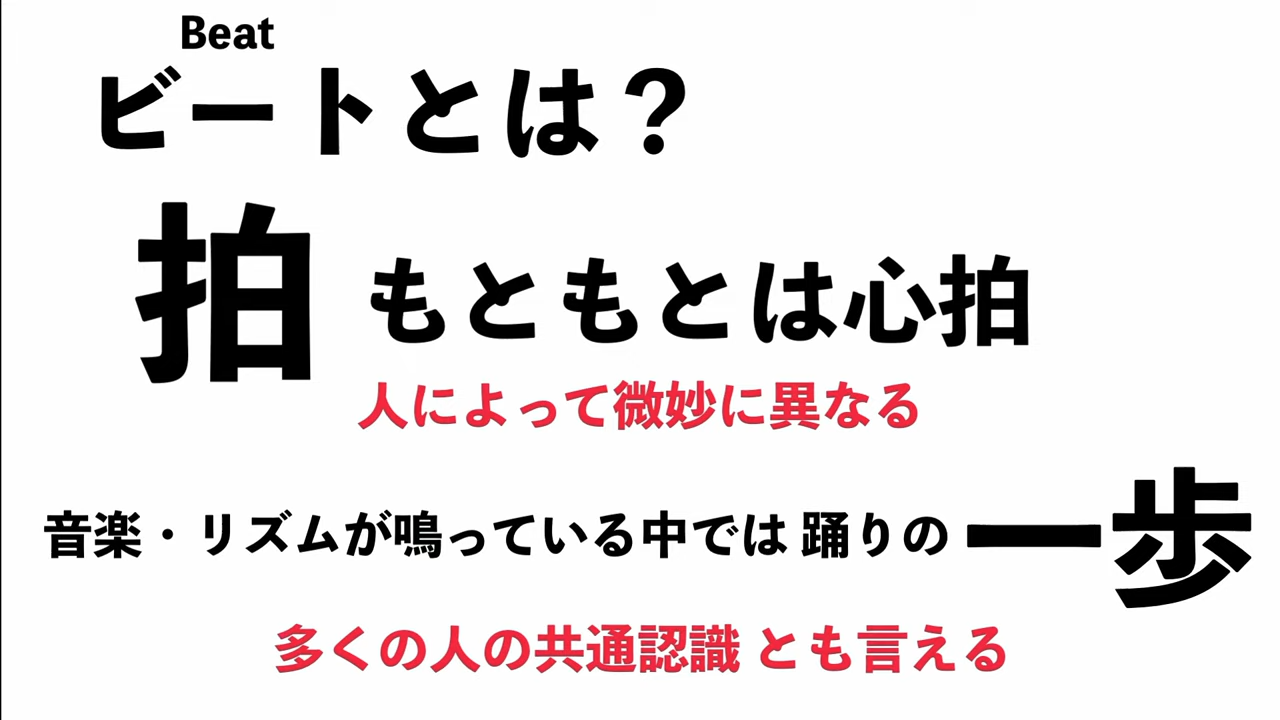 Beat
ビートとは？
拍 もともとは心拍
人によって微妙に異なる
音楽・リズムが鳴っている中では 踊りの 一歩
多くの人の共通認識 とも言える